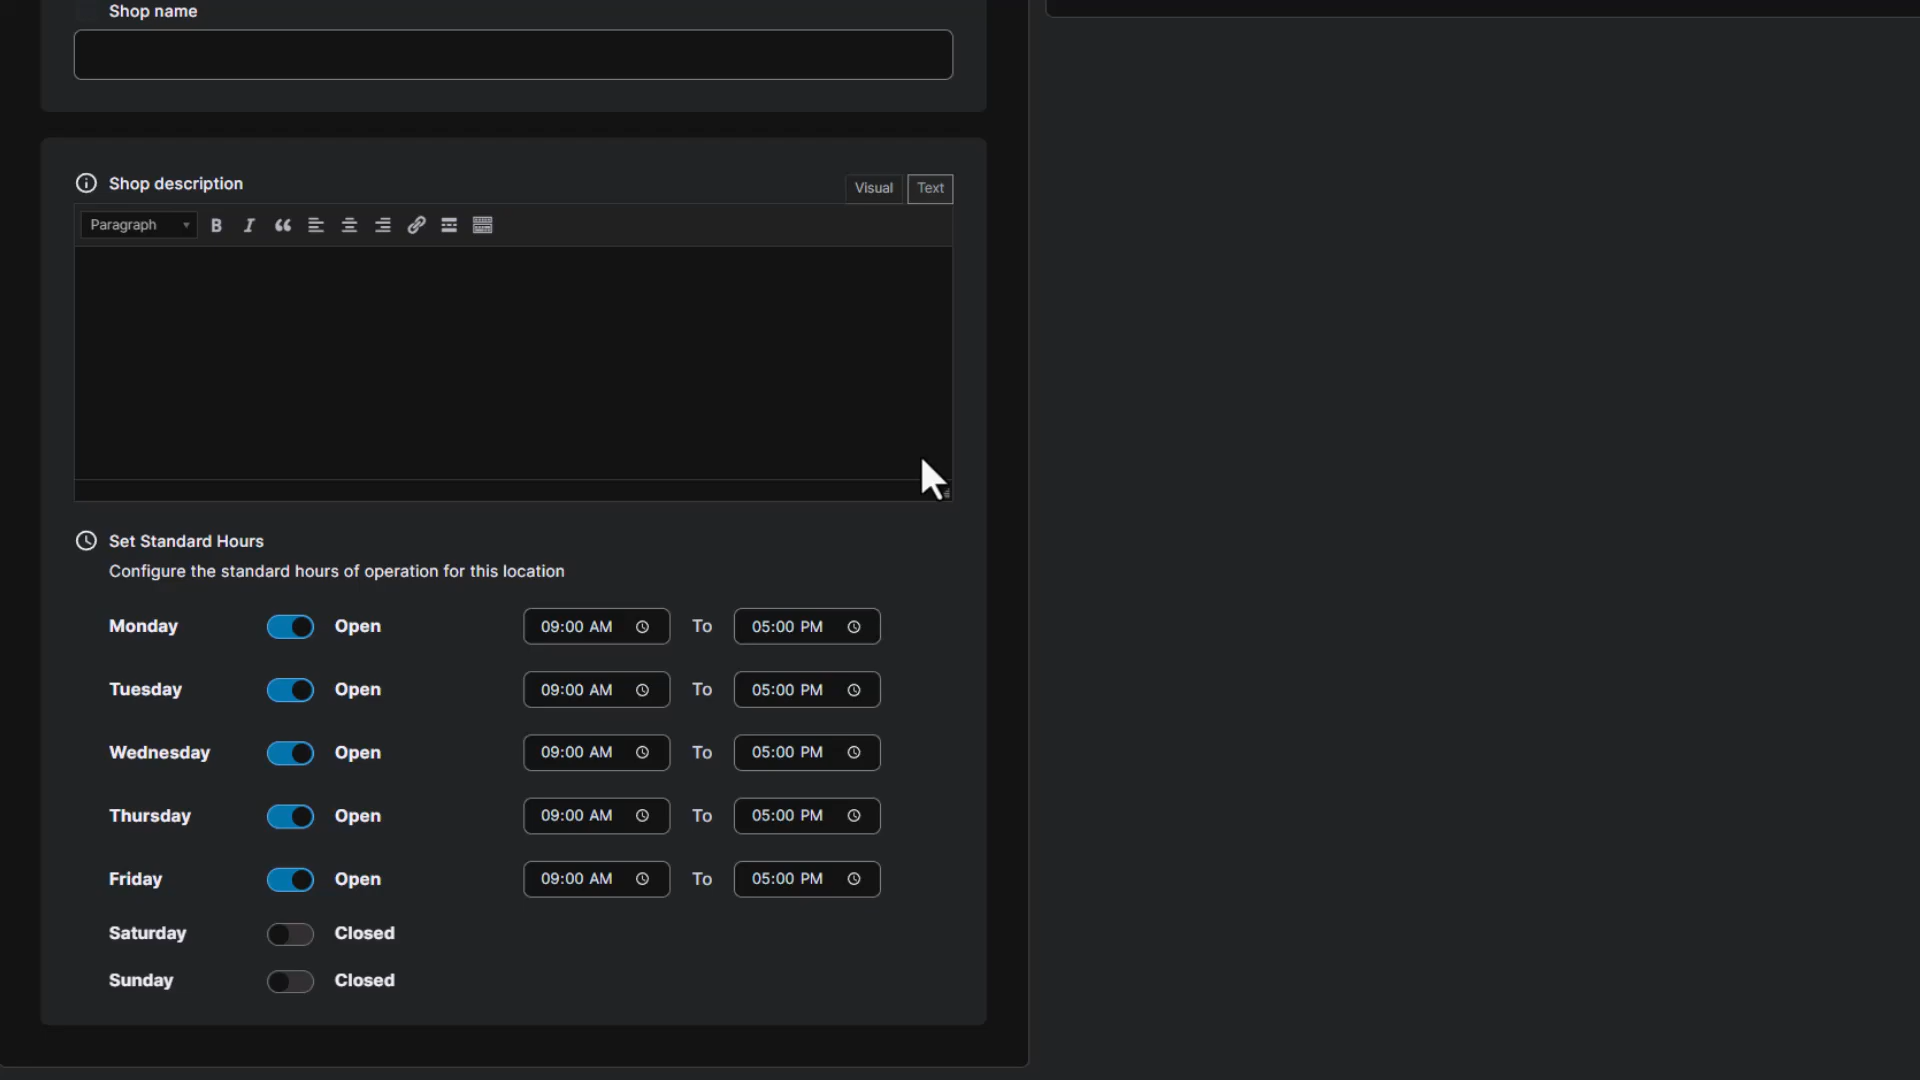 Shop name
Shop description
Visual Text
Paragraph
Set Standard Hours
Configure the standard hours of operation for this location
Monday Open 09:00 AM To 05:00 PM
Tuesday Open 09:00 AM To 05:00 PM
Wednesday Open 09:00 AM To 05:00 PM
Thursday Open 09:00 AM To 05:00 PM
Friday Open 09:00 AM To 05:00 PM
Saturday Closed
Sunday Closed